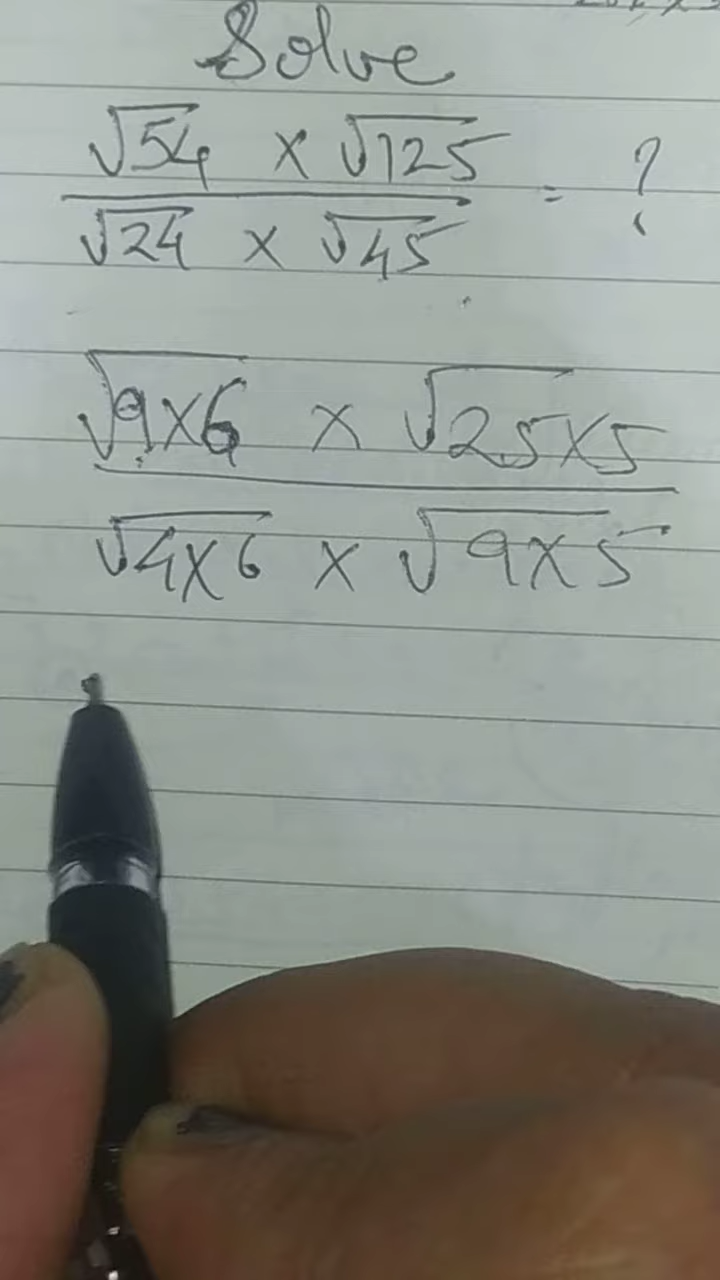 Solve
√54 × √125
= ?
√24 × √45
√9×6 × √25×5
√4×6 × √9×5